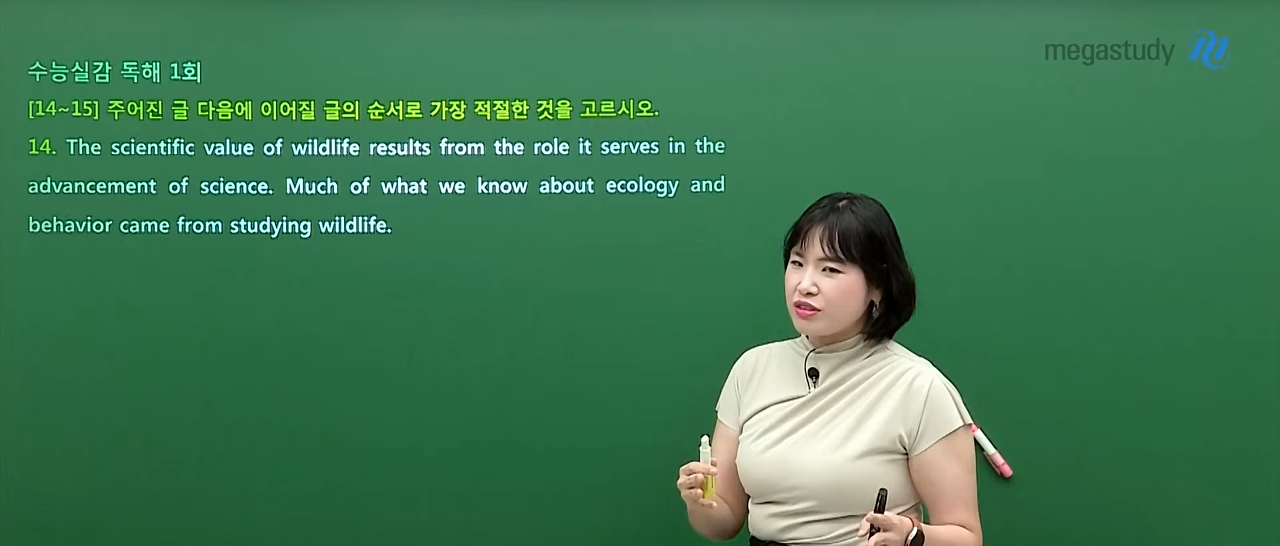 megastudy
수능실감 독해 1회
[14~15] 주어진 글 다음에 이어질 글의 순서로 가장 적절한 것을 고르시오.
14. The scientific value of wildlife results from the role it serves in the
advancement of science. Much of what we know about ecology and
behavior came from studying wildlife.